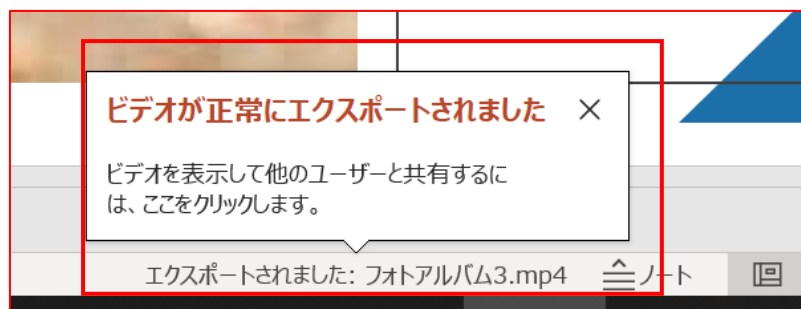 ビデオが正常にエクスポートされました
ビデオを表示して他のユーザーと共有するに
は、ここをクリックします。
エクスポートされました: フォトアルバム3.mp4 ノート